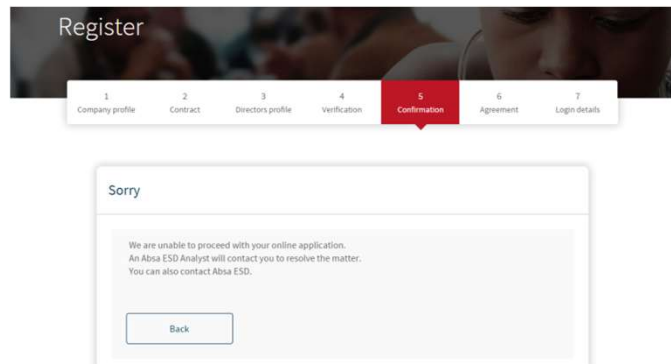 Register
1
Company profile
2
Contract
3
Directors profile
4
Verification
5
Confirmation
6
Agreement
7
Login details
Sorry
We are unable to proceed with your online application.
An Absa ESD Analyst will contact you to resolve the matter.
You can also contact Absa ESD.
Back